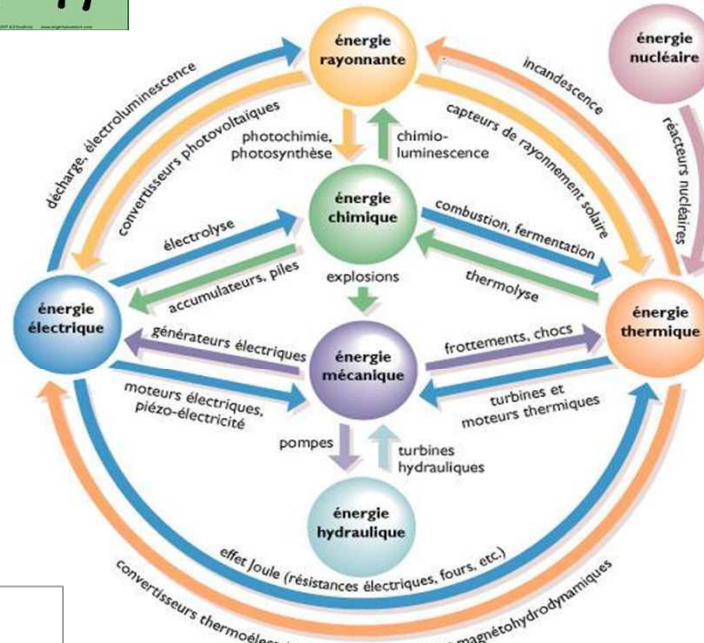 énergie
rayonnante
énergie
nucléaire
décharge, électroluminescence
convertisseurs photovoltaïques
photochimie,
photosynthèse
chimio-
luminescence
capteurs de rayonnement solaire
incandescence
réacteurs nucléaires
énergie
chimique
électrolyse
accumulateurs, piles
combustion, fermentation
thermolyse
explosions
énergie
électrique
énergie
thermique
générateurs électriques
moteurs électriques,
piézo-électricité
énergie
mécanique
frottements, chocs
turbines et
moteurs thermiques
pompes
turbines
hydrauliques
énergie
hydraulique
effet Joule (résistances électriques, fours, etc.)
convertisseurs
magnétohydrodynamiques